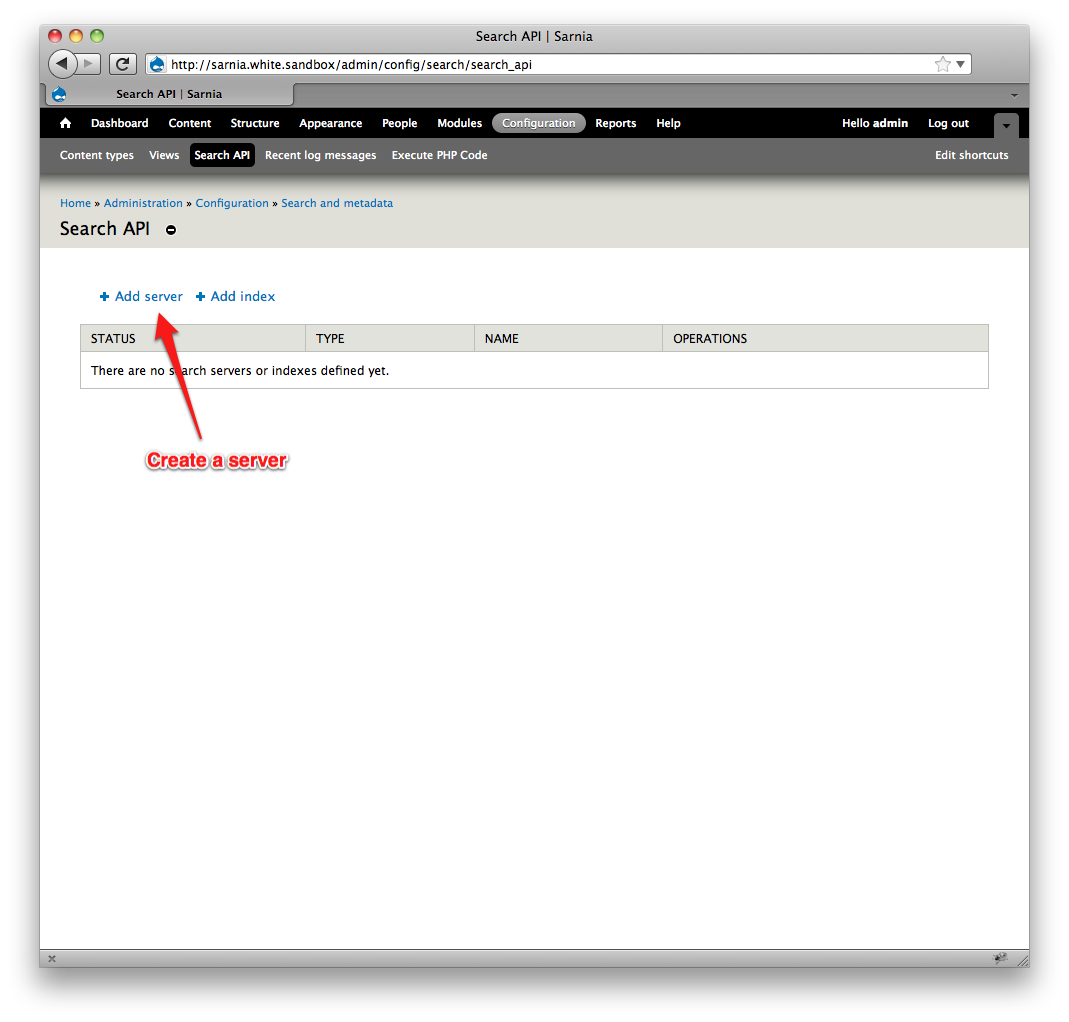 Search API | Sarnia
http://sarnia.white.sandbox/admin/config/search/search_api
Search API | Sarnia
Dashboard Content Structure Appearance People Modules Configuration Reports Help Hello admin Log out
Content types Views Search API Recent log messages Execute PHP Code Edit shortcuts
Home » Administration » Configuration » Search and metadata
Search API
+ Add server + Add index
STATUS TYPE NAME OPERATIONS
There are no search servers or indexes defined yet.
Create a server